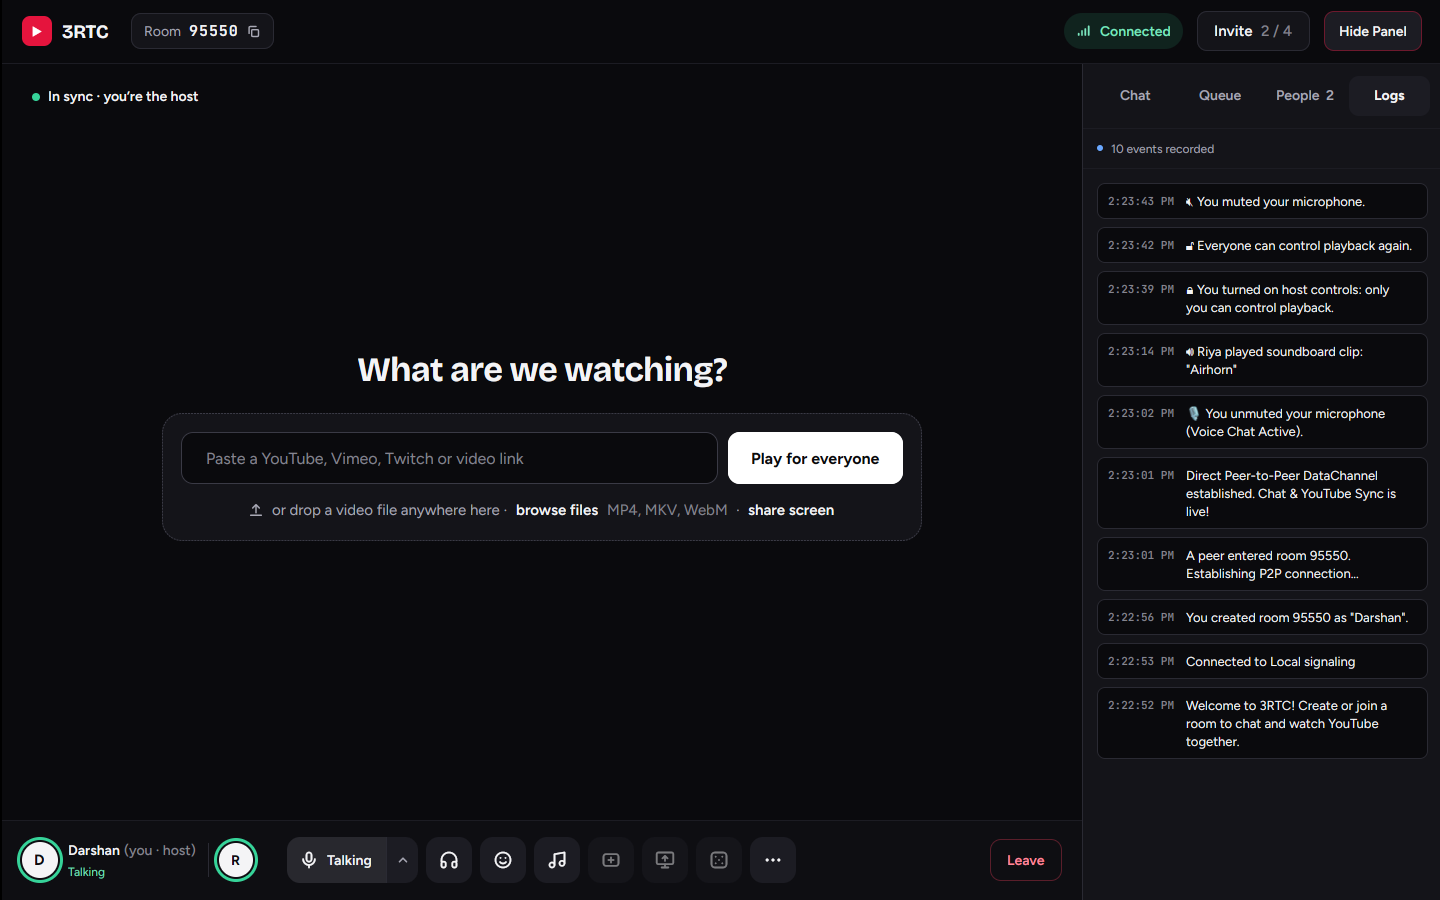 3RTC
Room 95550
Connected
Invite 2 / 4
Hide Panel
In sync · you're the host
Chat
Queue
People 2
Logs
10 events recorded
2:23:43 PM You muted your microphone.
2:23:42 PM Everyone can control playback again.
2:23:39 PM You turned on host controls: only
you can control playback.
2:23:14 PM Riya played soundboard clip:
"Airhorn"
2:23:02 PM You unmuted your microphone
(Voice Chat Active).
2:23:01 PM Direct Peer-to-Peer DataChannel
established. Chat & YouTube Sync is
live!
2:23:01 PM A peer entered room 95550.
Establishing P2P connection...
2:22:56 PM You created room 95550 as "Darshan".
2:22:53 PM Connected to Local signaling
2:22:52 PM Welcome to 3RTC! Create or join a
room to chat and watch YouTube
together.
What are we watching?
Paste a YouTube, Vimeo, Twitch or video link
Play for everyone
or drop a video file anywhere here · browse files MP4, MKV, WebM · share screen
D
Darshan (you · host)
Talking
R
Talking
Leave